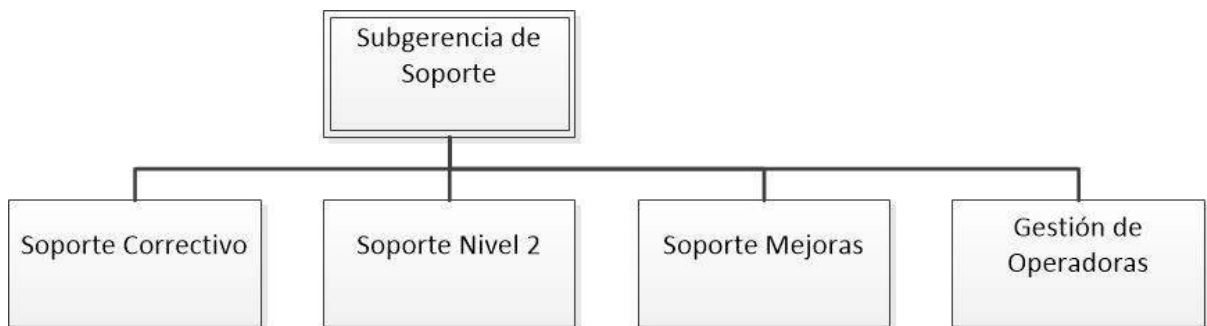 Subgerencia de
Soporte
Soporte Correctivo
Soporte Nivel 2
Soporte Mejoras
Gestión de
Operadoras